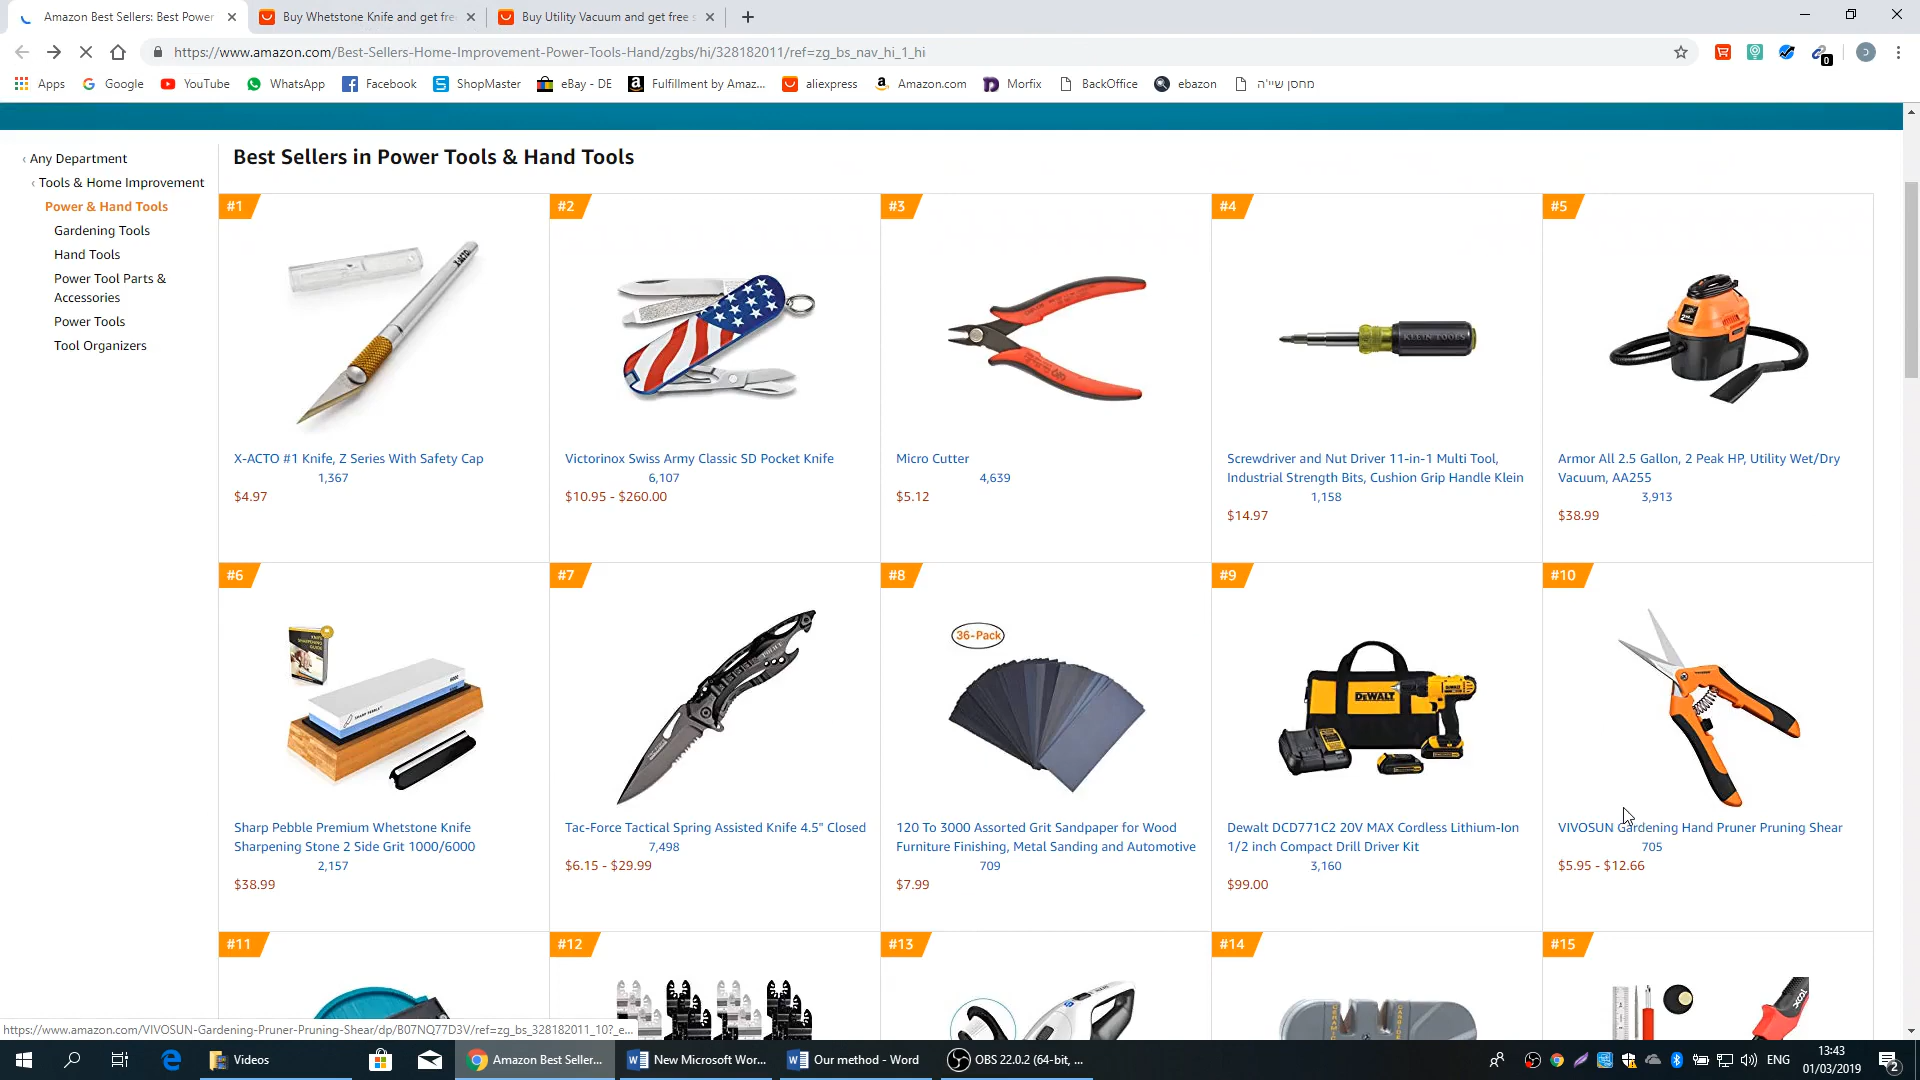 Amazon Best Sellers: Best Power
Buy Whetstone Knife and get fre
Buy Utility Vacuum and get free s
https://www.amazon.com/Best-Sellers-Home-Improvement-Power-Tools-Hand/zgbs/hi/328182011/ref=zg_bs_nav_hi_1_hi
0
Apps
Google
YouTube
WhatsApp
Facebook
ShopMaster
eBay - DE
Fulfillment by Amaz...
aliexpress
Amazon.com
Morfix
BackOffice
ebazon
מחסן שיי'ה
‹ Any Department
‹ Tools & Home Improvement
Power & Hand Tools
Gardening Tools
Hand Tools
Power Tool Parts &
Accessories
Power Tools
Tool Organizers
Best Sellers in Power Tools & Hand Tools
#1
X-ACTO
X-ACTO #1 Knife, Z Series With Safety Cap
1,367
$4.97
#2
Victorinox Swiss Army Classic SD Pocket Knife
6,107
$10.95 - $260.00
#3
Micro Cutter
4,639
$5.12
#4
KLEIN TOOLS
Screwdriver and Nut Driver 11-in-1 Multi Tool,
Industrial Strength Bits, Cushion Grip Handle Klein
1,158
$14.97
#5
Armor All 2.5 Gallon, 2 Peak HP, Utility Wet/Dry
Vacuum, AA255
3,913
$38.99
#6
KNIFE
SHARPENING
GUIDE
SHARP PEBBLE
6000
Sharp Pebble Premium Whetstone Knife
Sharpening Stone 2 Side Grit 1000/6000
2,157
$38.99
#7
Tac-Force Tactical Spring Assisted Knife 4.5" Closed
7,498
$6.15 - $29.99
#8
36-Pack
120 To 3000 Assorted Grit Sandpaper for Wood
Furniture Finishing, Metal Sanding and Automotive
709
$7.99
#9
DEWALT
Dewalt DCD771C2 20V MAX Cordless Lithium-Ion
1/2 inch Compact Drill Driver Kit
3,160
$99.00
#10
VIVOSUN Gardening Hand Pruner Pruning Shear
705
$5.95 - $12.66
#11
#12
#13
#14
CERAMIC
CARBIDE
#15
https://www.amazon.com/VIVOSUN-Gardening-Pruner-Pruning-Shear/dp/B07NQ77D3V/ref=zg_bs_328182011_10?_e...
Videos
Amazon Best Seller...
New Microsoft Wor...
Our method - Word
OBS 22.0.2 (64-bit, ...
ENG
13:43
01/03/2019
2